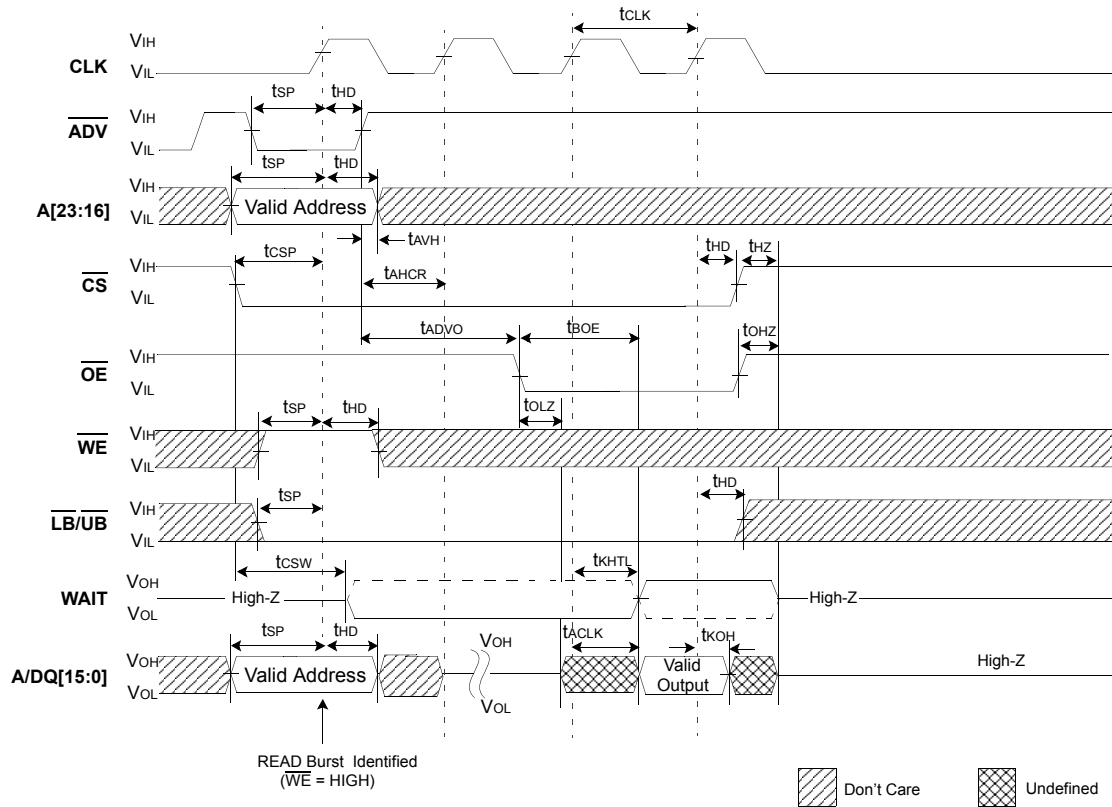 tCLK
VIH
CLK
VIL
tSP tHD
VIH
ADV
VIL
tSP tHD
VIH
A[23:16] Valid Address
VIL
tAVH
tCSP tHD tHZ
VIH
tAHCR
CS
VIL
tADVO tBOE
tOHZ
VIH
OE
VIL
tOLZ
tSP tHD
VIH
WE
VIL
tHD
tSP
VIH
LB/UB
VIL
tCSW tKHTL
VOH
WAIT High-Z High-Z
VOL
tSP tHD VOH tACLK tKOH
VOH
A/DQ[15:0] Valid Address Valid Output High-Z
VOL
VOL
READ Burst Identified
(WE = HIGH)
Don't Care Undefined